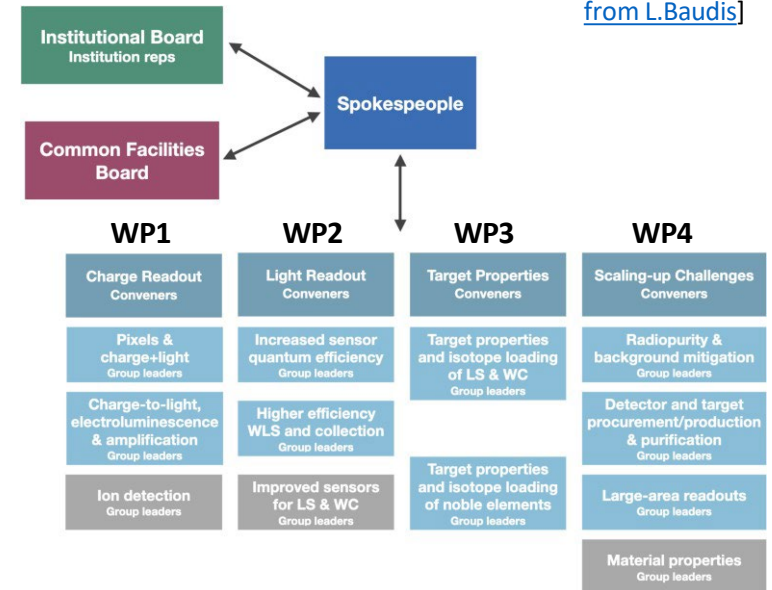 from L.Baudis]
Institutional Board
Institution reps
Spokespeople
Common Facilities
Board
WP1
WP2
WP3
WP4
Charge Readout
Conveners
Light Readout
Conveners
Target Properties
Conveners
Scaling-up Challenges
Conveners
Pixels &
charge+light
Group leaders
Increased sensor
quantum efficiency
Group leaders
Target properties
and isotope loading
of LS & WC
Group leaders
Radiopurity &
background mitigation
Group leaders
Charge-to-light,
electroluminescence
& amplification
Group leaders
Higher efficiency
WLS and collection
Group leaders
Detector and target
procurement/production
& purification
Group leaders
Ion detection
Group leaders
Improved sensors
for LS & WC
Group leaders
Target properties
and isotope loading
of noble elements
Group leaders
Large-area readouts
Group leaders
Material properties
Group leaders